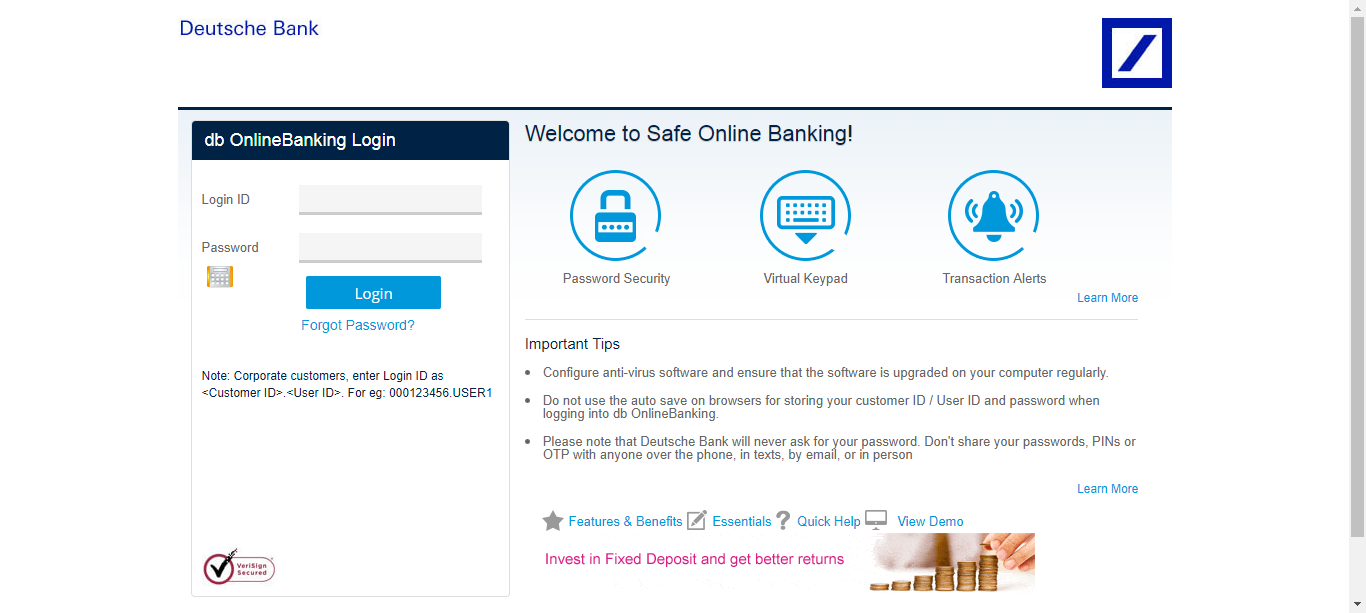 Deutsche Bank
db OnlineBanking Login
Login ID
Password
Login
Forgot Password?
Note: Corporate customers, enter Login ID as
<Customer ID>.<User ID>. For eg: 000123456.USER1
VeriSign
Secured
Welcome to Safe Online Banking!
Password Security
Virtual Keypad
Transaction Alerts
Learn More
Important Tips
Configure anti-virus software and ensure that the software is upgraded on your computer regularly.
Do not use the auto save on browsers for storing your customer ID / User ID and password when
logging into db OnlineBanking.
Please note that Deutsche Bank will never ask for your password. Don't share your passwords, PINs or
OTP with anyone over the phone, in texts, by email, or in person
Learn More
Features & Benefits Essentials Quick Help View Demo
Invest in Fixed Deposit and get better returns